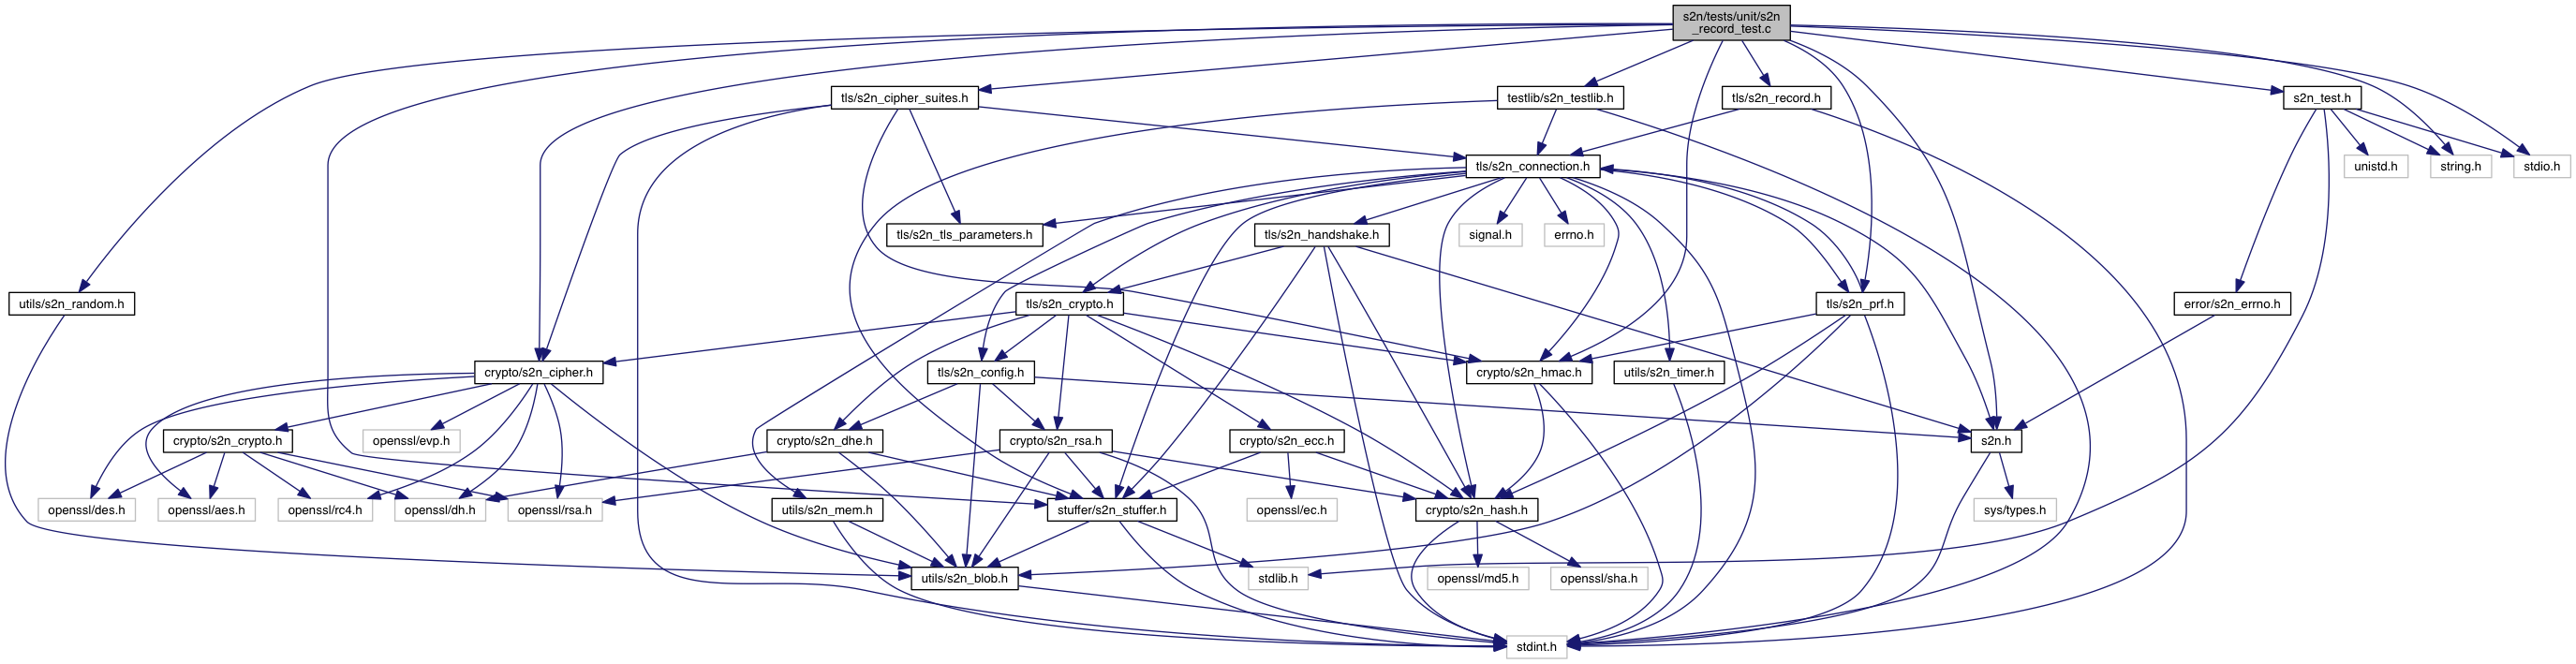 s2n/tests/unit/s2n
_record_test.c
tls/s2n_cipher_suites.h
testlib/s2n_testlib.h
tls/s2n_record.h
s2n_test.h
tls/s2n_connection.h
unistd.h
string.h
stdio.h
tls/s2n_tls_parameters.h
tls/s2n_handshake.h
signal.h
errno.h
utils/s2n_random.h
tls/s2n_crypto.h
tls/s2n_prf.h
error/s2n_errno.h
crypto/s2n_cipher.h
tls/s2n_config.h
crypto/s2n_hmac.h
utils/s2n_timer.h
crypto/s2n_crypto.h
openssl/evp.h
crypto/s2n_dhe.h
crypto/s2n_rsa.h
crypto/s2n_ecc.h
s2n.h
openssl/des.h
openssl/aes.h
openssl/rc4.h
openssl/dh.h
openssl/rsa.h
utils/s2n_mem.h
stuffer/s2n_stuffer.h
openssl/ec.h
crypto/s2n_hash.h
sys/types.h
utils/s2n_blob.h
stdlib.h
openssl/md5.h
openssl/sha.h
stdint.h